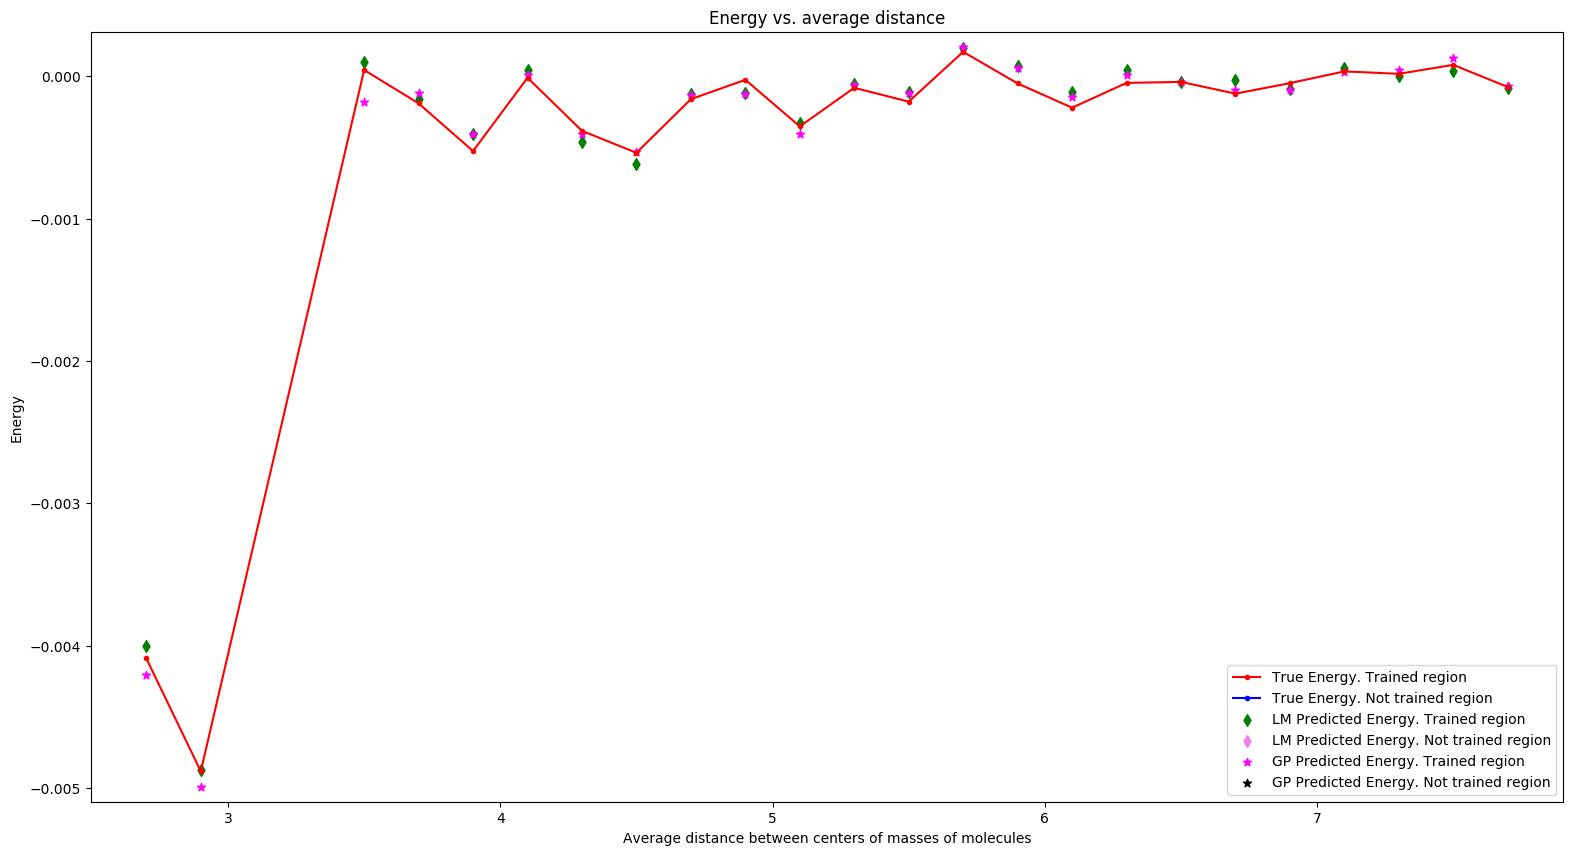 Energy vs. average distance
0.000
−0.001
−0.002
−0.003
−0.004
−0.005
Energy
3
4
5
6
7
Average distance between centers of masses of molecules
True Energy. Trained region
True Energy. Not trained region
LM Predicted Energy. Trained region
LM Predicted Energy. Not trained region
GP Predicted Energy. Trained region
GP Predicted Energy. Not trained region